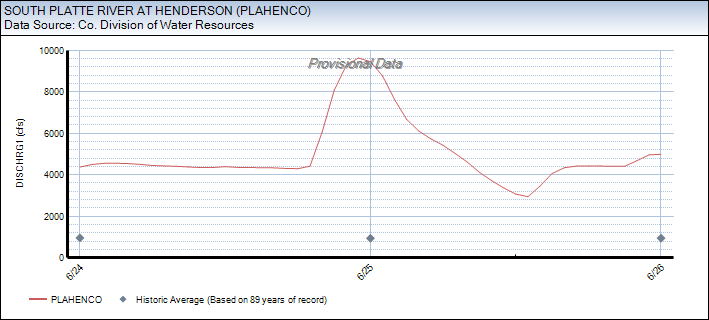 SOUTH PLATTE RIVER AT HENDERSON (PLAHENCO)
Data Source: Co. Division of Water Resources
Provisional Data
DISCHRG1 (cfs)
10000
8000
6000
4000
2000
0
6/24
6/25
6/26
PLAHENCO
Historic Average (Based on 89 years of record)